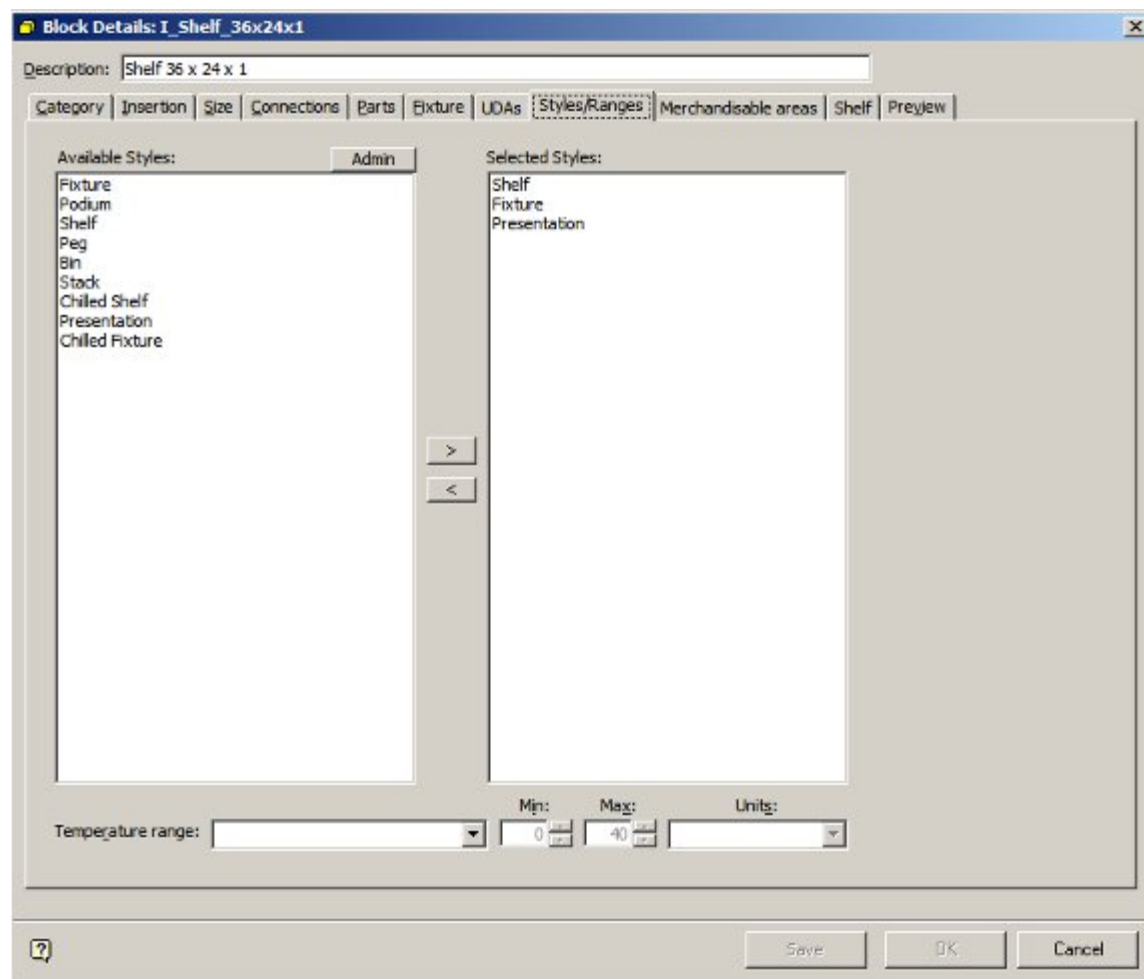 Block Details: I_Shelf_36x24x1
Description: Shelf 36 x 24 x 1
Category Insertion Size Connections Parts Fixture UDAs Styles/Ranges Merchandisable areas Shelf Preview
Available Styles: Admin Selected Styles:
Fixture
Podium
Shelf
Peg
Bin
Stack
Chilled Shelf
Presentation
Chilled Fixture
Shelf
Fixture
Presentation
>
<
Min: Max: Units:
Temperature range: 0 40
Save OK Cancel